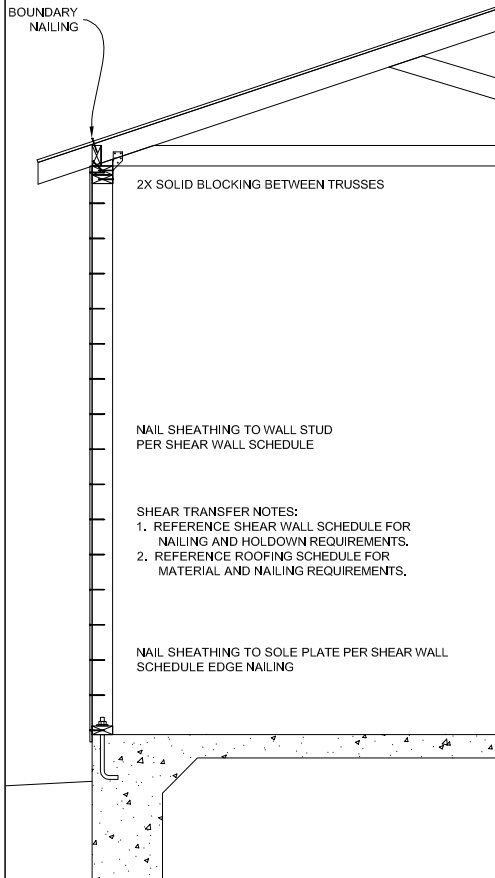 BOUNDARY
NAILING
2X SOLID BLOCKING BETWEEN TRUSSES
NAIL SHEATHING TO WALL STUD
PER SHEAR WALL SCHEDULE
SHEAR TRANSFER NOTES:
1. REFERENCE SHEAR WALL SCHEDULE FOR
NAILING AND HOLDOWN REQUIREMENTS.
2. REFERENCE ROOFING SCHEDULE FOR
MATERIAL AND NAILING REQUIREMENTS.
NAIL SHEATHING TO SOLE PLATE PER SHEAR WALL
SCHEDULE EDGE NAILING